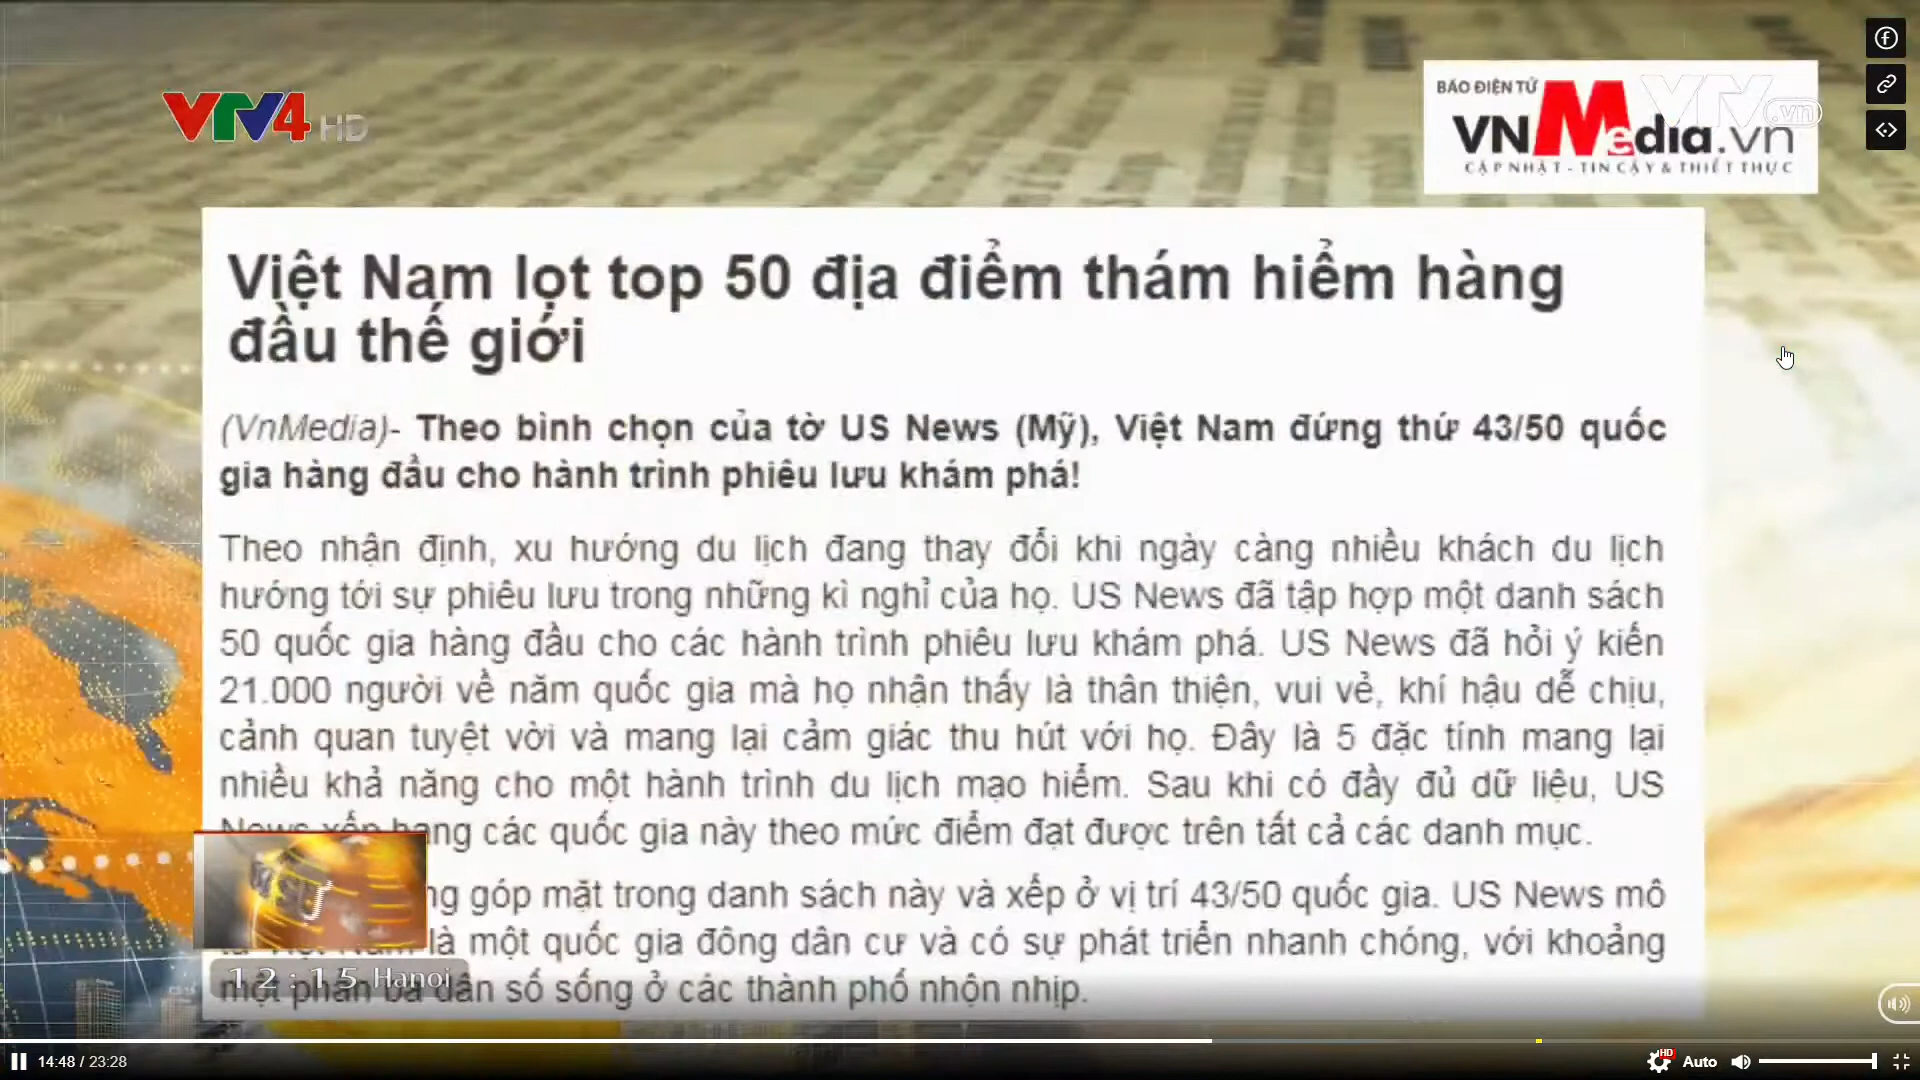 VTV4 HD
BÁO ĐIỆN TỬ
VNMedia.vn
VTV.vn
CẬP NHẬT - TIN CẬY & THIẾT THỰC
Việt Nam lọt top 50 địa điểm thám hiểm hàng
đầu thế giới
(VnMedia)- Theo bình chọn của tờ US News (Mỹ), Việt Nam đứng thứ 43/50 quốc
gia hàng đầu cho hành trình phiêu lưu khám phá!
Theo nhận định, xu hướng du lịch đang thay đổi khi ngày càng nhiều khách du lịch
hướng tới sự phiêu lưu trong những kì nghỉ của họ. US News đã tập hợp một danh sách
50 quốc gia hàng đầu cho các hành trình phiêu lưu khám phá. US News đã hỏi ý kiến
21.000 người về năm quốc gia mà họ nhận thấy là thân thiện, vui vẻ, khí hậu dễ chịu,
cảnh quan tuyệt vời và mang lại cảm giác thu hút với họ. Đây là 5 đặc tính mang lại
nhiều khả năng cho một hành trình du lịch mạo hiểm. Sau khi có đầy đủ dữ liệu, US
News xếp hạng các quốc gia này theo mức điểm đạt được trên tất cả các danh mục.
góp mặt trong danh sách này và xếp ở vị trí 43/50 quốc gia. US News mô
là một quốc gia đông dân cư và có sự phát triển nhanh chóng, với khoảng
một phần ba dân số sống ở các thành phố nhộn nhịp.
12:15 Hanoi
14:48 / 23:28
HD
Auto